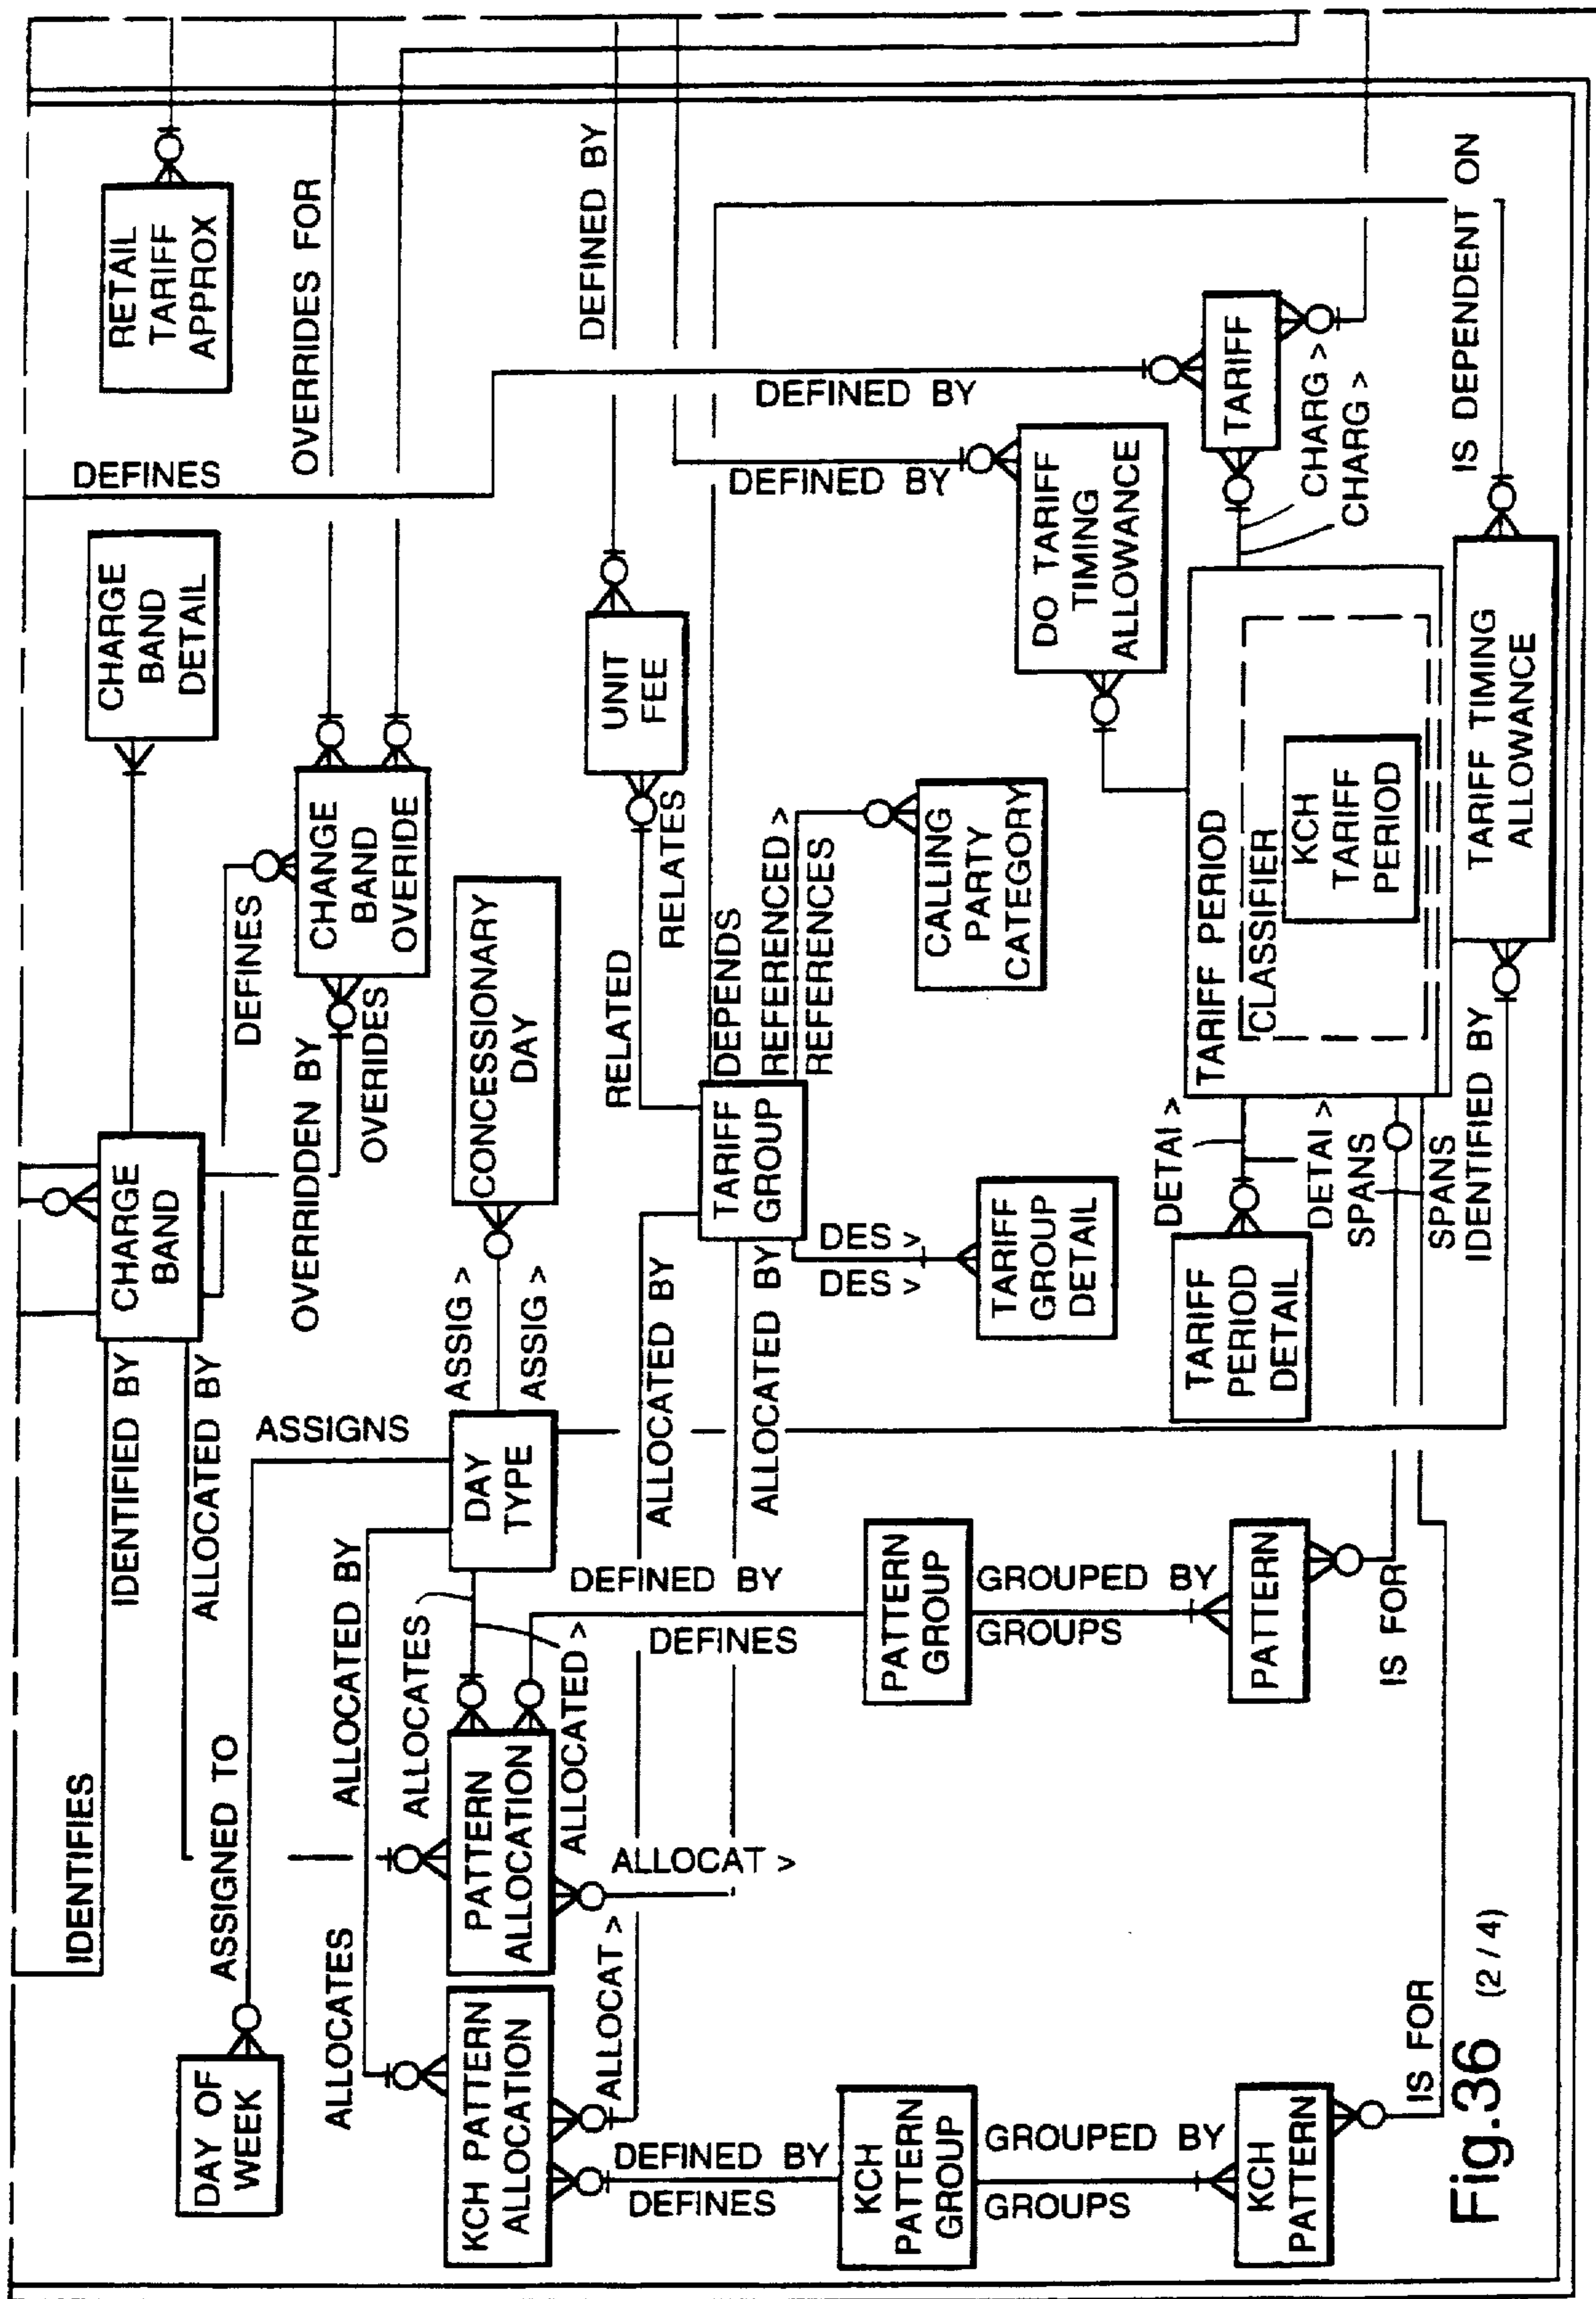 IDENTIFIES
IDENTIFIED BY
ALLOCATED BY
CHARGE
BAND
CHARGE
BAND
DETAIL
DEFINES
RETAIL
TARIFF
APPROX
DAY OF
WEEK
ASSIGNED TO
ASSIGNS
OVERRIDDEN BY
OVERIDES
DEFINES
CHANGE
BAND
OVERIDE
OVERRIDES FOR
ALLOCATES
ALLOCATED BY
ALLOCATES
ALLOCATED >
KCH PATTERN
ALLOCATION
PATTERN
ALLOCATION
DAY
TYPE
ASSIG >
ASSIG >
CONCESSIONARY
DAY
ALLOCAT >
ALLOCAT >
DEFINED BY
DEFINES
DEFINED BY
DEFINES
ALLOCATED BY
ALLOCATED BY
RELATED
RELATES
UNIT
FEE
DEFINED BY
TARIFF
GROUP
DEPENDS
REFERENCED >
REFERENCES
DES >
DES >
TARIFF
GROUP
DETAIL
CALLING
PARTY
CATEGORY
DEFINED BY
DEFINED BY
DO TARIFF
TIMING
ALLOWANCE
TARIFF
CHARG >
CHARG >
KCH
PATTERN
GROUP
PATTERN
GROUP
GROUPED BY
GROUPS
GROUPED BY
GROUPS
KCH
PATTERN
PATTERN
IS FOR
IS FOR
TARIFF
PERIOD
DETAIL
DETAI >
DETAI >
SPANS
SPANS
IDENTIFIED BY
TARIFF PERIOD
CLASSIFIER
KCH
TARIFF
PERIOD
TARIFF TIMING
ALLOWANCE
IS DEPENDENT ON
Fig.36 (2/4)